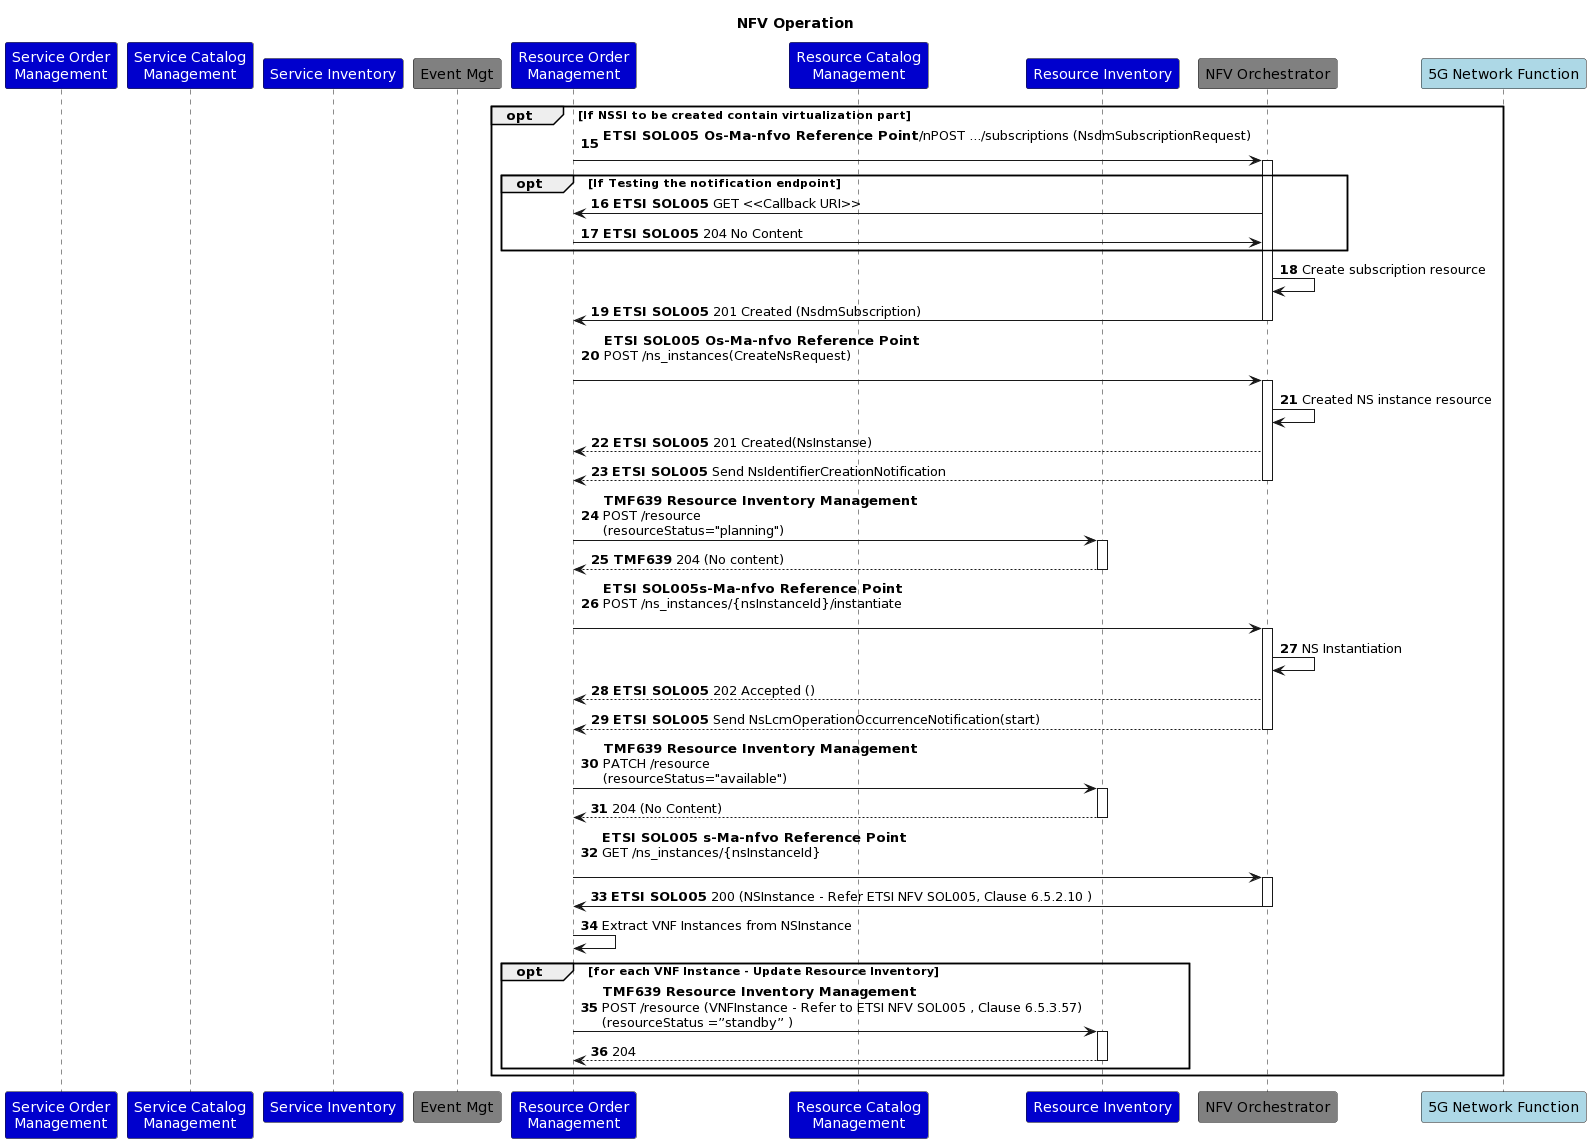 NFV Operation
Service Order
Management
Service Catalog
Management
Service Inventory
Event Mgt
Resource Order
Management
Resource Catalog
Management
Resource Inventory
NFV Orchestrator
5G Network Function
opt [If NSSI to be created contain virtualization part]
15 ETSI SOL005 Os-Ma-nfvo Reference Point/nPOST .../subscriptions (NsdmSubscriptionRequest)
opt [If Testing the notification endpoint]
16 ETSI SOL005 GET <<Callback URI>>
17 ETSI SOL005 204 No Content
18 Create subscription resource
19 ETSI SOL005 201 Created (NsdmSubscription)
ETSI SOL005 Os-Ma-nfvo Reference Point
20 POST /ns_instances(CreateNsRequest)
21 Created NS instance resource
22 ETSI SOL005 201 Created(NsInstanse)
23 ETSI SOL005 Send NsIdentifierCreationNotification
TMF639 Resource Inventory Management
24 POST /resource
(resourceStatus="planning")
25 TMF639 204 (No content)
ETSI SOL005s-Ma-nfvo Reference Point
26 POST /ns_instances/{nsInstanceId}/instantiate
27 NS Instantiation
28 ETSI SOL005 202 Accepted ()
29 ETSI SOL005 Send NsLcmOperationOccurrenceNotification(start)
TMF639 Resource Inventory Management
30 PATCH /resource
(resourceStatus="available")
31 204 (No Content)
ETSI SOL005 s-Ma-nfvo Reference Point
32 GET /ns_instances/{nsInstanceId}
33 ETSI SOL005 200 (NSInstance - Refer ETSI NFV SOL005, Clause 6.5.2.10 )
34 Extract VNF Instances from NSInstance
opt [for each VNF Instance - Update Resource Inventory]
TMF639 Resource Inventory Management
35 POST /resource (VNFInstance - Refer to ETSI NFV SOL005 , Clause 6.5.3.57)
(resourceStatus =”standby” )
36 204
Service Order
Management
Service Catalog
Management
Service Inventory
Event Mgt
Resource Order
Management
Resource Catalog
Management
Resource Inventory
NFV Orchestrator
5G Network Function